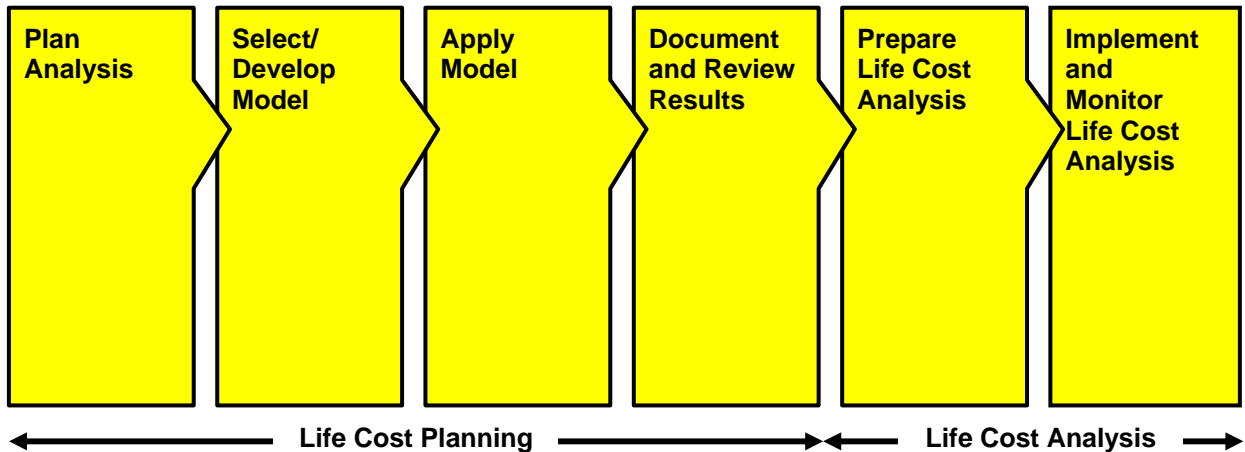 Plan
Analysis
Select/
Develop
Model
Apply
Model
Document
and Review
Results
Prepare
Life Cost
Analysis
Implement
and
Monitor
Life Cost
Analysis
Life Cost Planning
Life Cost Analysis